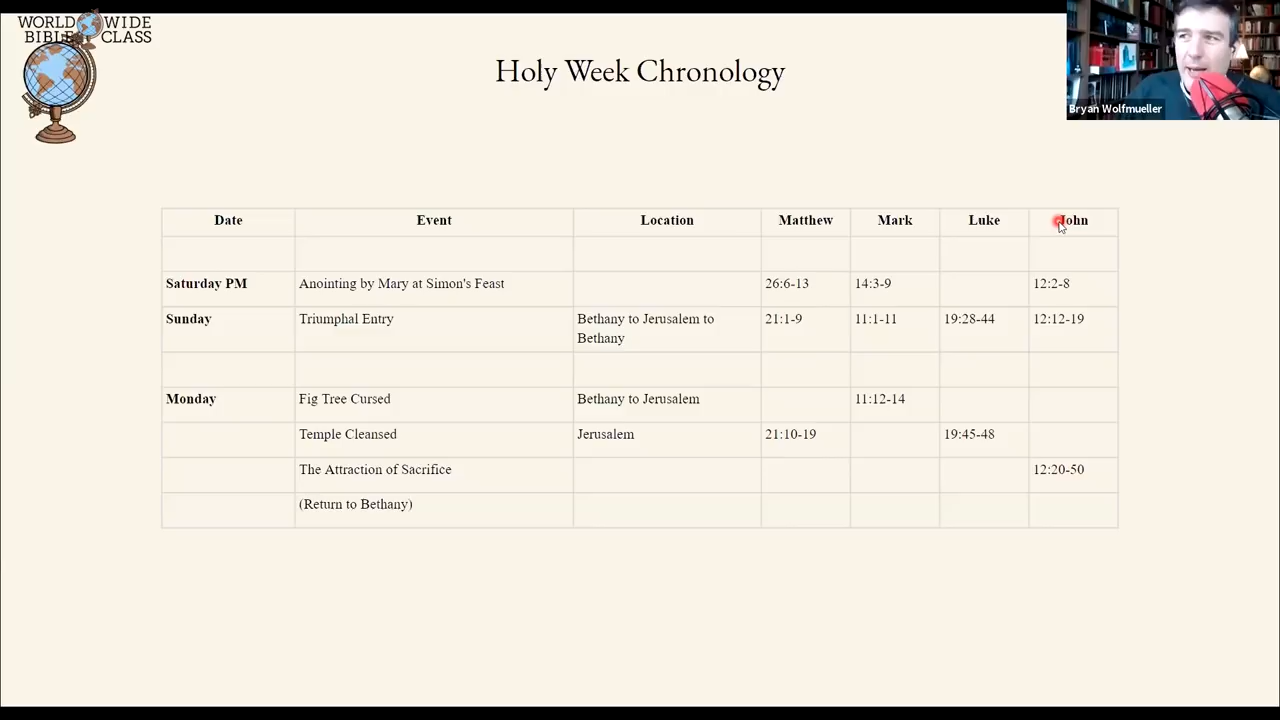 WORLD WIDE
BIBLE CLASS
Holy Week Chronology
Bryan Wolfmueller
Date Event Location Matthew Mark Luke John
Saturday PM Anointing by Mary at Simon's Feast 26:6-13 14:3-9 12:2-8
Sunday Triumphal Entry Bethany to Jerusalem to 21:1-9 11:1-11 19:28-44 12:12-19
Bethany
Monday Fig Tree Cursed Bethany to Jerusalem 11:12-14
Temple Cleansed Jerusalem 21:10-19 19:45-48
The Attraction of Sacrifice 12:20-50
(Return to Bethany)